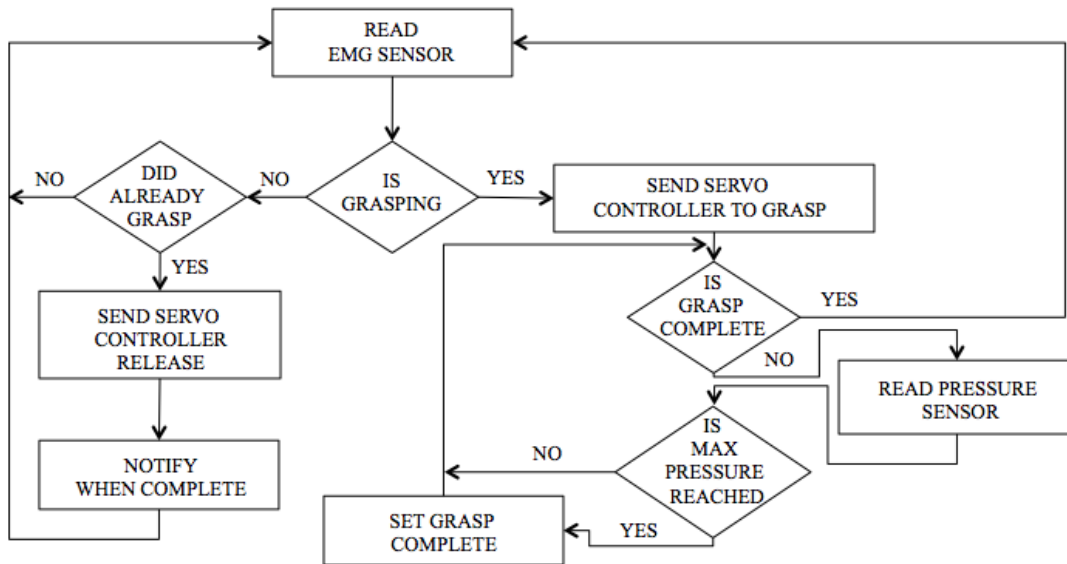 READ
EMG SENSOR
NO
DID
ALREADY
GRASP
NO
IS
GRASPING
YES
SEND SERVO
CONTROLLER TO GRASP
YES
SEND SERVO
CONTROLLER
RELEASE
IS
GRASP
COMPLETE
YES
NO
READ PRESSURE
SENSOR
NOTIFY
WHEN COMPLETE
NO
IS
MAX
PRESSURE
REACHED
SET GRASP
COMPLETE
YES